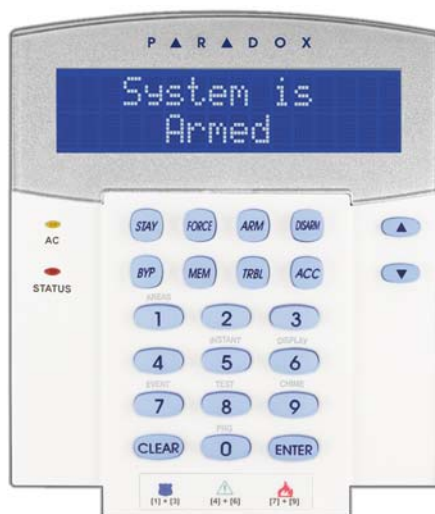 PARADOX
System is
Armed
STAY FORCE ARM DISARM
AC
BYP MEM TRBL ACC
STATUS
AREAS
1 2 3
INSTANT DISPLAY
4 5 6
EVENT TEST CHIME
7 8 9
PRG
CLEAR 0 ENTER
[1] + [3] [4] + [6] [7] + [9]